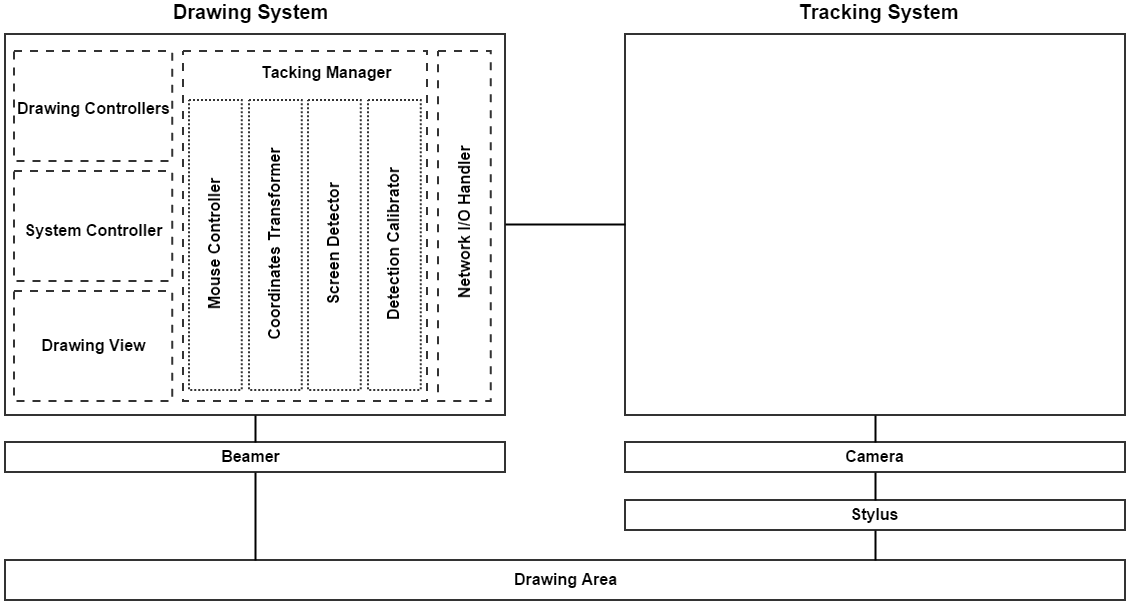 Drawing System
Tracking System
Tacking Manager
Drawing Controllers
System Controller
Drawing View
Mouse Controller
Coordinates Transformer
Screen Detector
Detection Calibrator
Network I/O Handler
Beamer
Camera
Stylus
Drawing Area